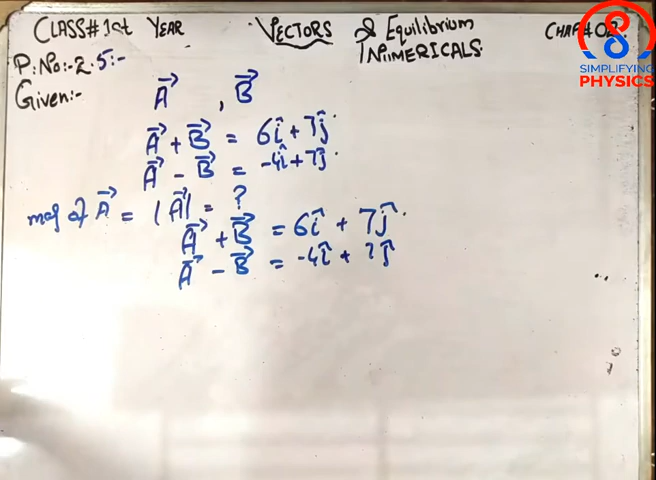 CLASS# 1st YEAR VECTORS & Equilibrium CHAP# 02
NUMERICALS
SIMPLIFYING
PHYSICS
P:No:-2.5:-
Given:- A⃗ , B⃗
A⃗ + B⃗ = 6î + 7ĵ
A⃗ - B⃗ = -4î + 7ĵ
mag of A⃗ = |A⃗| = ?
A⃗ + B⃗ = 6î + 7ĵ
A⃗ - B⃗ = -4î + 7ĵ